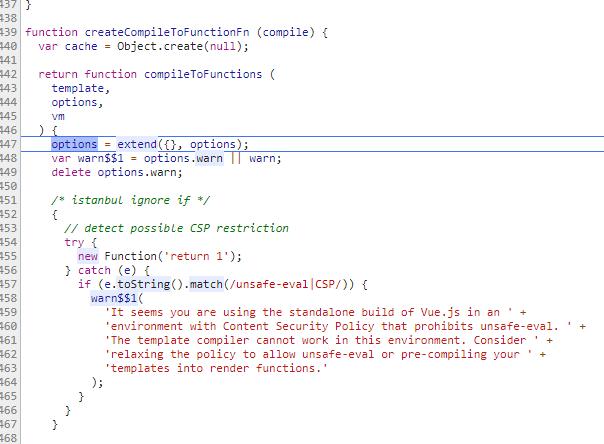 437 }
438
439 function createCompileToFunctionFn (compile) {
440   var cache = Object.create(null);
441
442   return function compileToFunctions (
443     template,
444     options,
445     vm
446   ) {
447     options = extend({}, options);
448     var warn$$1 = options.warn || warn;
449     delete options.warn;
450
451     /* istanbul ignore if */
452     {
453       // detect possible CSP restriction
454       try {
455         new Function('return 1');
456       } catch (e) {
457         if (e.toString().match(/unsafe-eval|CSP/)) {
458           warn$$1(
459             'It seems you are using the standalone build of Vue.js in an ' +
460             'environment with Content Security Policy that prohibits unsafe-eval. ' +
461             'The template compiler cannot work in this environment. Consider ' +
462             'relaxing the policy to allow unsafe-eval or pre-compiling your ' +
463             'templates into render functions.'
464           );
465         }
466       }
467     }
468